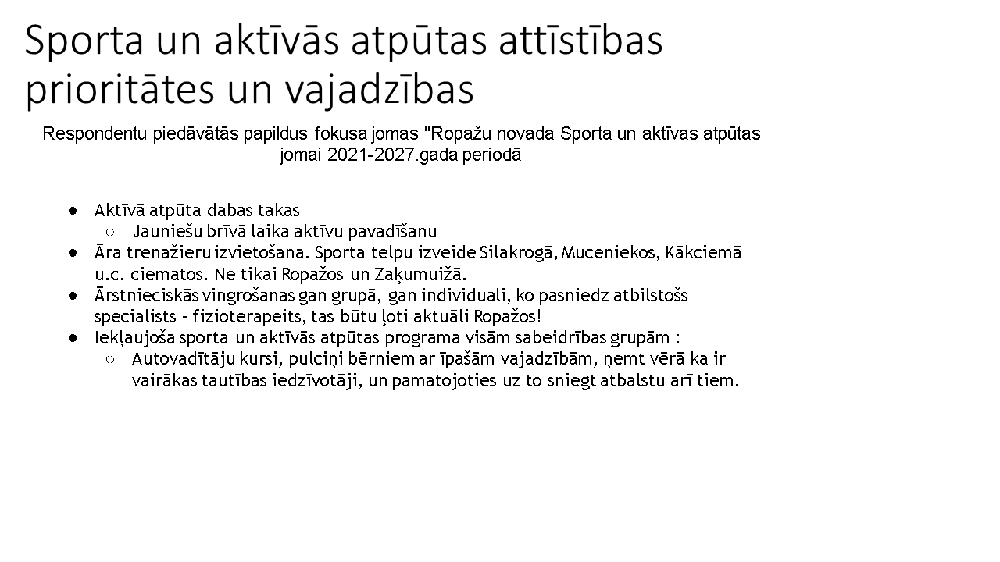 Sporta un aktīvās atpūtas attīstības
prioritātes un vajadzības
Respondentu piedāvātās papildus fokusa jomas "Ropažu novada Sporta un aktīvas atpūtas
jomai 2021-2027.gada periodā
● Aktīvā atpūta dabas takas
○ Jauniešu brīvā laika aktīvu pavadīšanu
● Āra trenažieru izvietošana. Sporta telpu izveide Silakrogā, Muceniekos, Kākciemā
u.c. ciematos. Ne tikai Ropažos un Zaķumuižā.
● Ārstnieciskās vingrošanas gan grupā, gan individuali, ko pasniedz atbilstošs
specialists - fizioterapeits, tas būtu ļoti aktuāli Ropažos!
● Iekļaujoša sporta un aktīvās atpūtas programa visām sabeidrības grupām :
○ Autovadītāju kursi, pulciņi bērniem ar īpašām vajadzībām, ņemt vērā ka ir
vairākas tautības iedzīvotāji, un pamatojoties uz to sniegt atbalstu arī tiem.